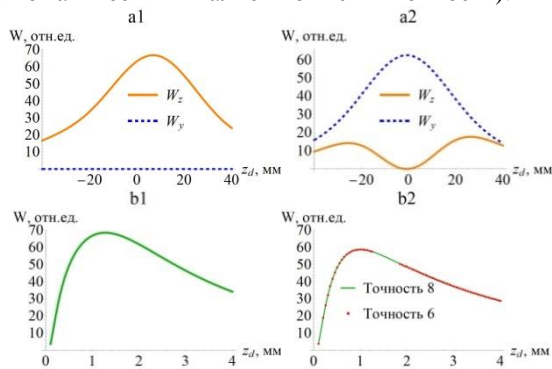 a1 a2
W, отн.ед. W, отн.ед.
70
60 60
50 50
40 40
30 30
20 20
10 10
W_z W_z
W_y W_y
−20 0 20 40 z_d, мм
−20 0 20 40 z_d, мм
b1 b2
W, отн.ед. W, отн.ед.
70 70
60 60
50 50
40 40
30 30
20 20
10 10
Точность 8
Точность 6
0 1 2 3 4 z_d, мм
0 1 2 3 4 z_d, мм